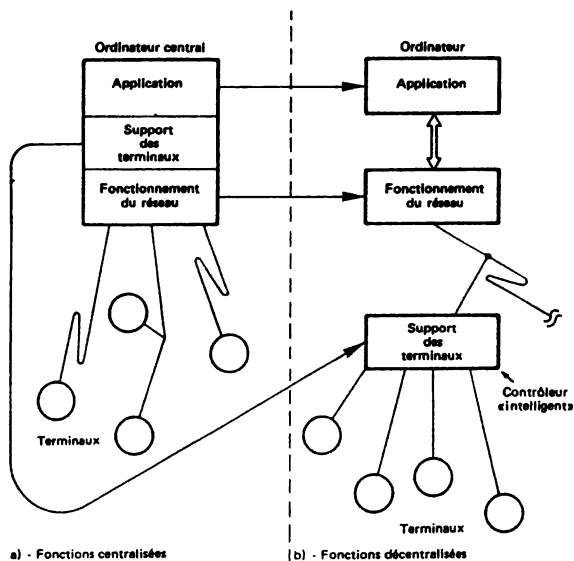 Ordinateur central
Application
Support
des
terminaux
Fonctionnement
du réseau
Terminaux
a) - Fonctions centralisées
Ordinateur
Application
Fonctionnement
du réseau
Support
des
terminaux
Contrôleur
«intelligent»
Terminaux
b) - Fonctions décentralisées